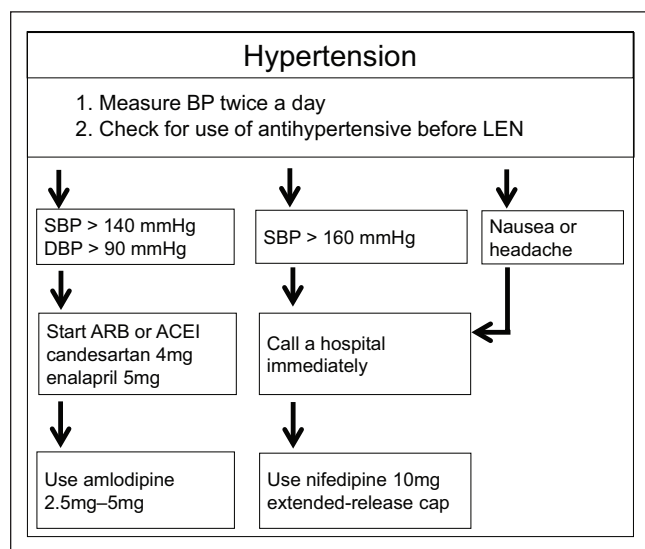 Hypertension
1. Measure BP twice a day
2. Check for use of antihypertensive before LEN
SBP > 140 mmHg
DBP > 90 mmHg
SBP > 160 mmHg
Nausea or
headache
Start ARB or ACEI
candesartan 4mg
enalapril 5mg
Call a hospital
immediately
Use amlodipine
2.5mg–5mg
Use nifedipine 10mg
extended-release cap